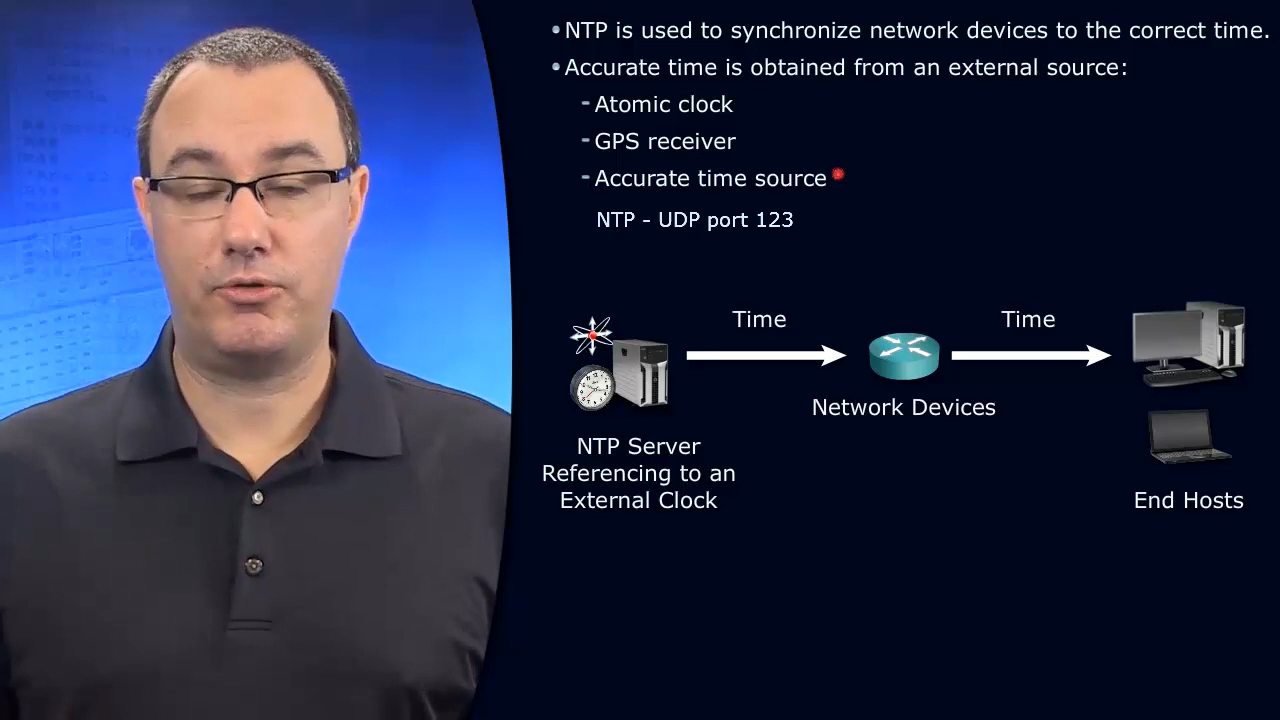 •NTP is used to synchronize network devices to the correct time.
•Accurate time is obtained from an external source:
-Atomic clock
-GPS receiver
-Accurate time source
NTP - UDP port 123
Time
Time
Network Devices
NTP Server
Referencing to an
External Clock
End Hosts